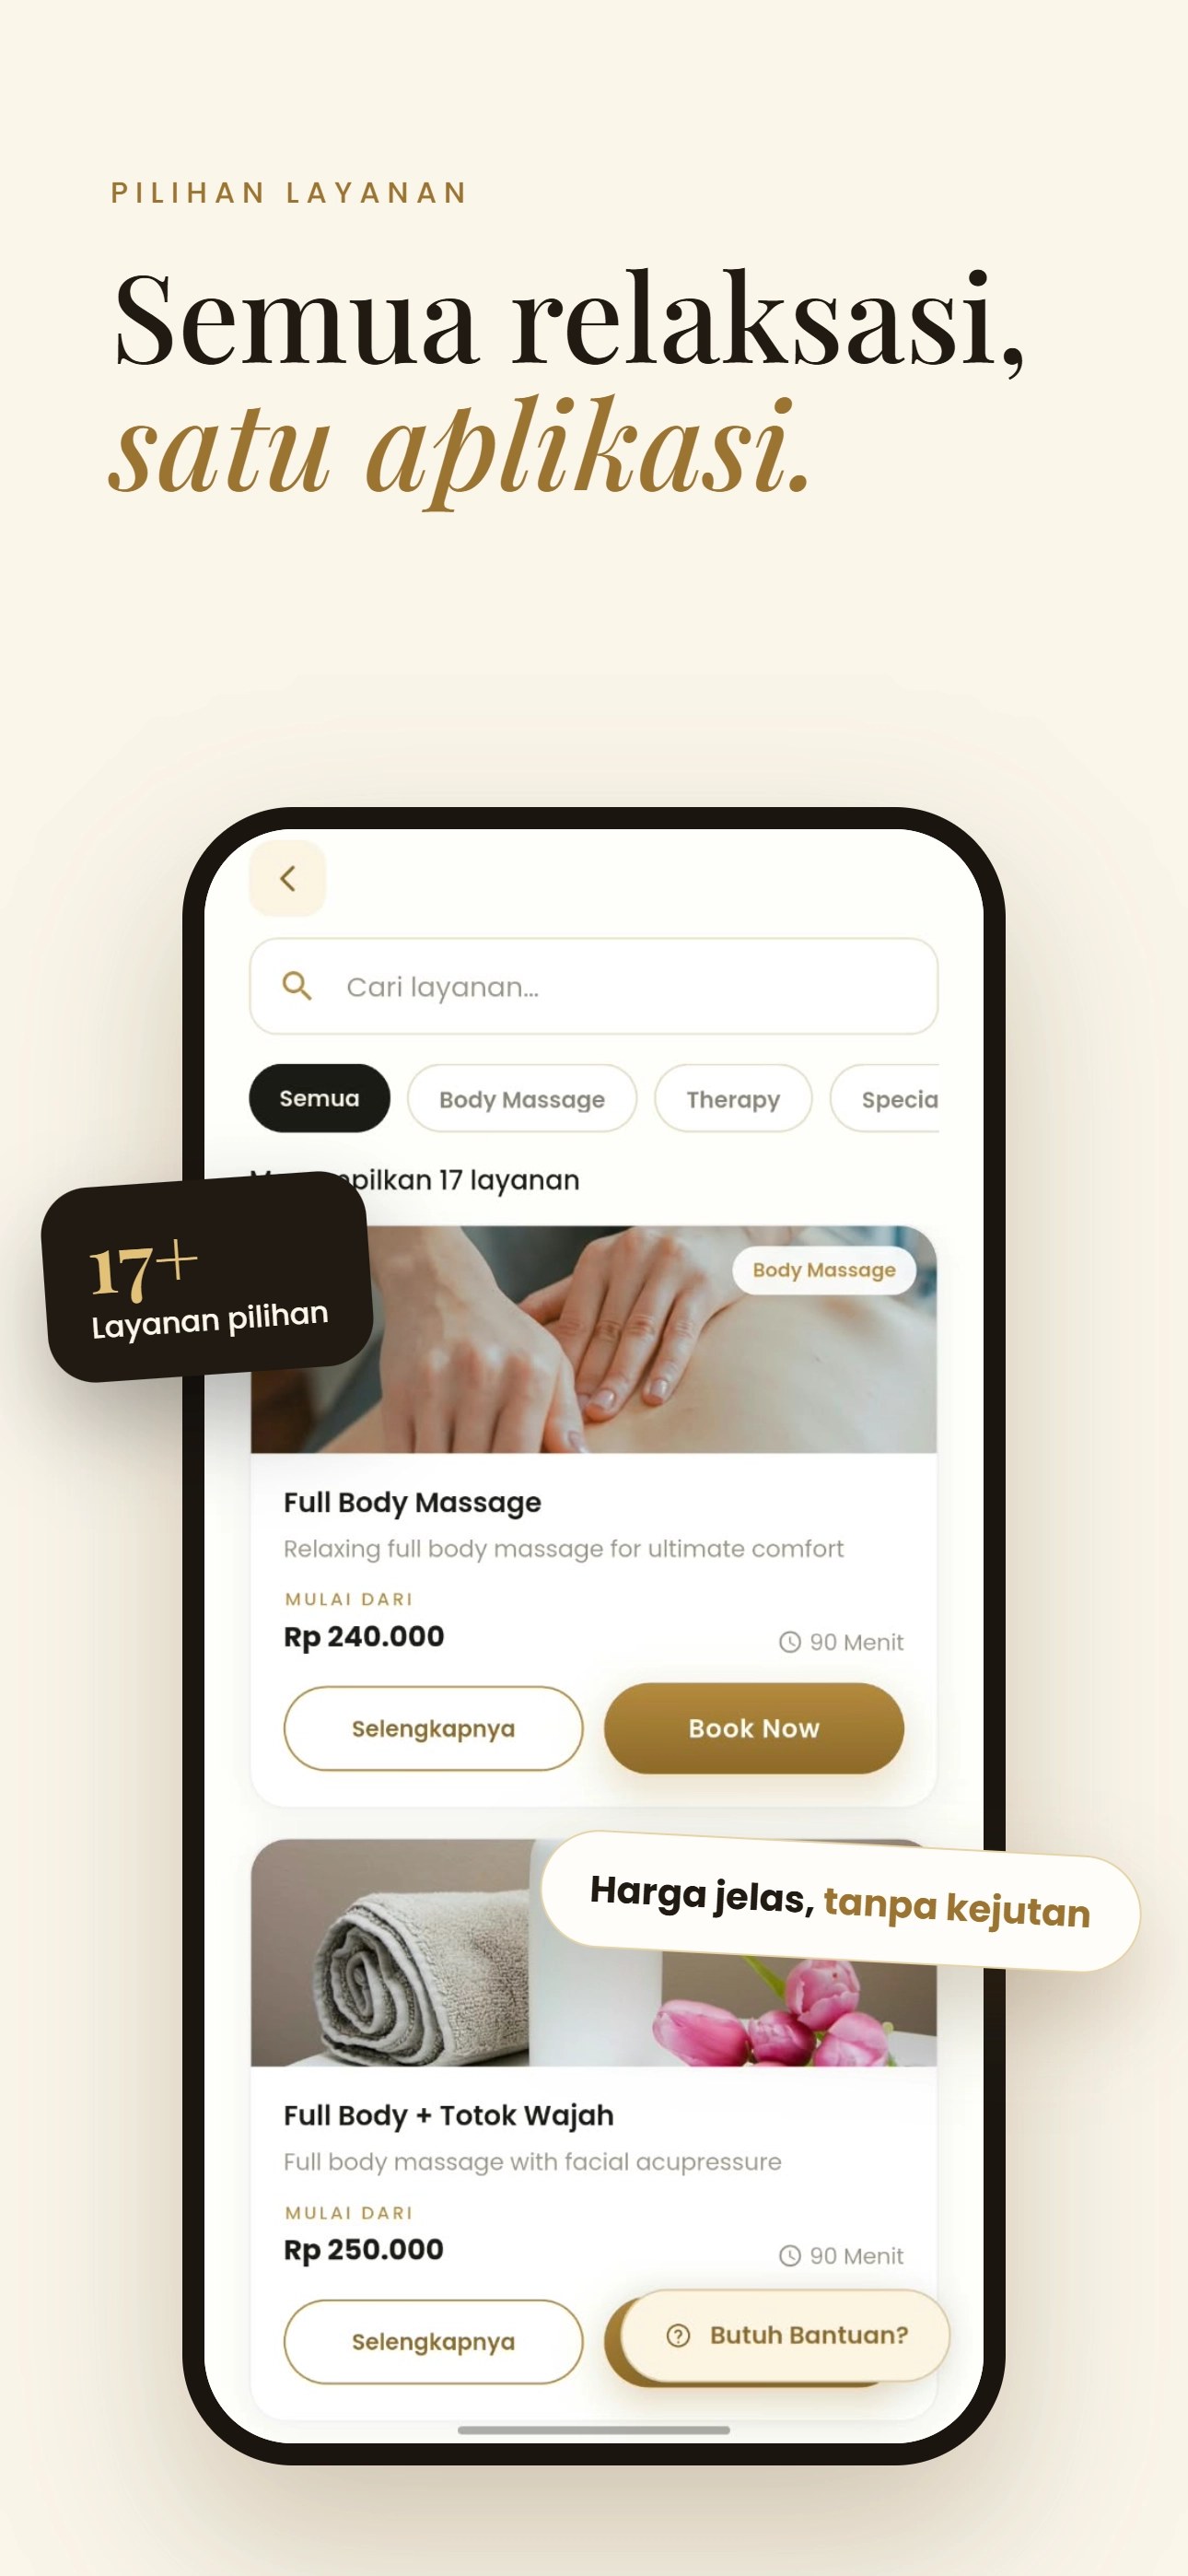 PILIHAN LAYANAN
Semua relaksasi,
satu aplikasi.
Cari layanan...
Semua
Body Massage
Therapy
17 layanan
17+
Layanan pilihan
Body Massage
Full Body Massage
Relaxing full body massage for ultimate comfort
MULAI DARI
Rp 240.000
90 Menit
Selengkapnya
Book Now
Harga jelas, tanpa kejutan
Full Body + Totok Wajah
Full body massage with facial acupressure
MULAI DARI
Rp 250.000
90 Menit
Selengkapnya
Butuh Bantuan?